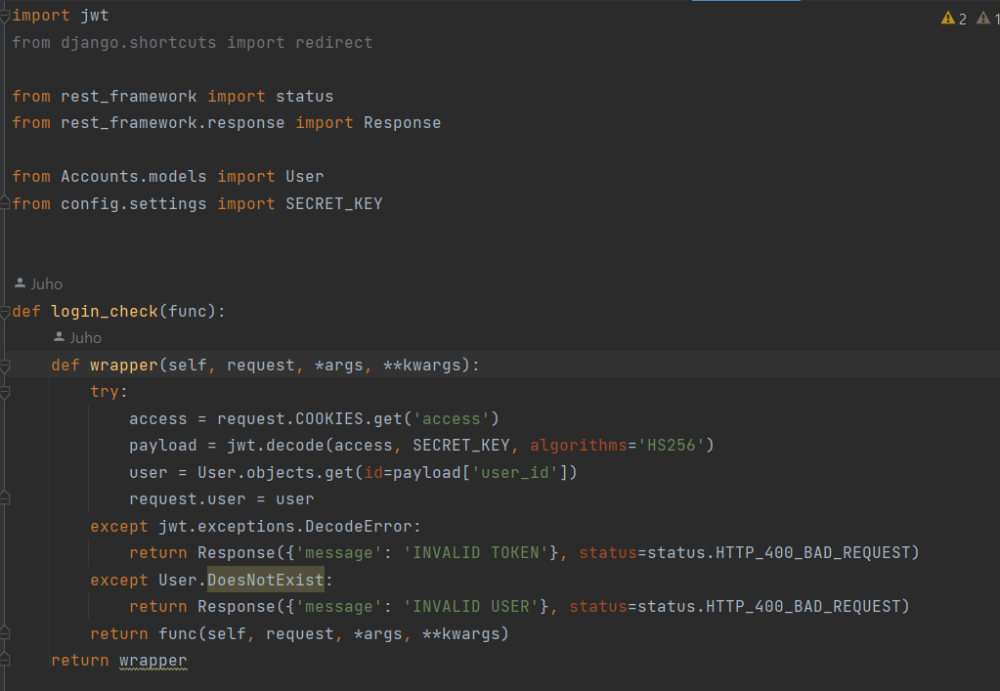 import jwt
2 1
from django.shortcuts import redirect
from rest_framework import status
from rest_framework.response import Response
from Accounts.models import User
from config.settings import SECRET_KEY
Juho
def login_check(func):
Juho
def wrapper(self, request, *args, **kwargs):
try:
access = request.COOKIES.get('access')
payload = jwt.decode(access, SECRET_KEY, algorithms='HS256')
user = User.objects.get(id=payload['user_id'])
request.user = user
except jwt.exceptions.DecodeError:
return Response({'message': 'INVALID TOKEN'}, status=status.HTTP_400_BAD_REQUEST)
except User.DoesNotExist:
return Response({'message': 'INVALID USER'}, status=status.HTTP_400_BAD_REQUEST)
return func(self, request, *args, **kwargs)
return wrapper